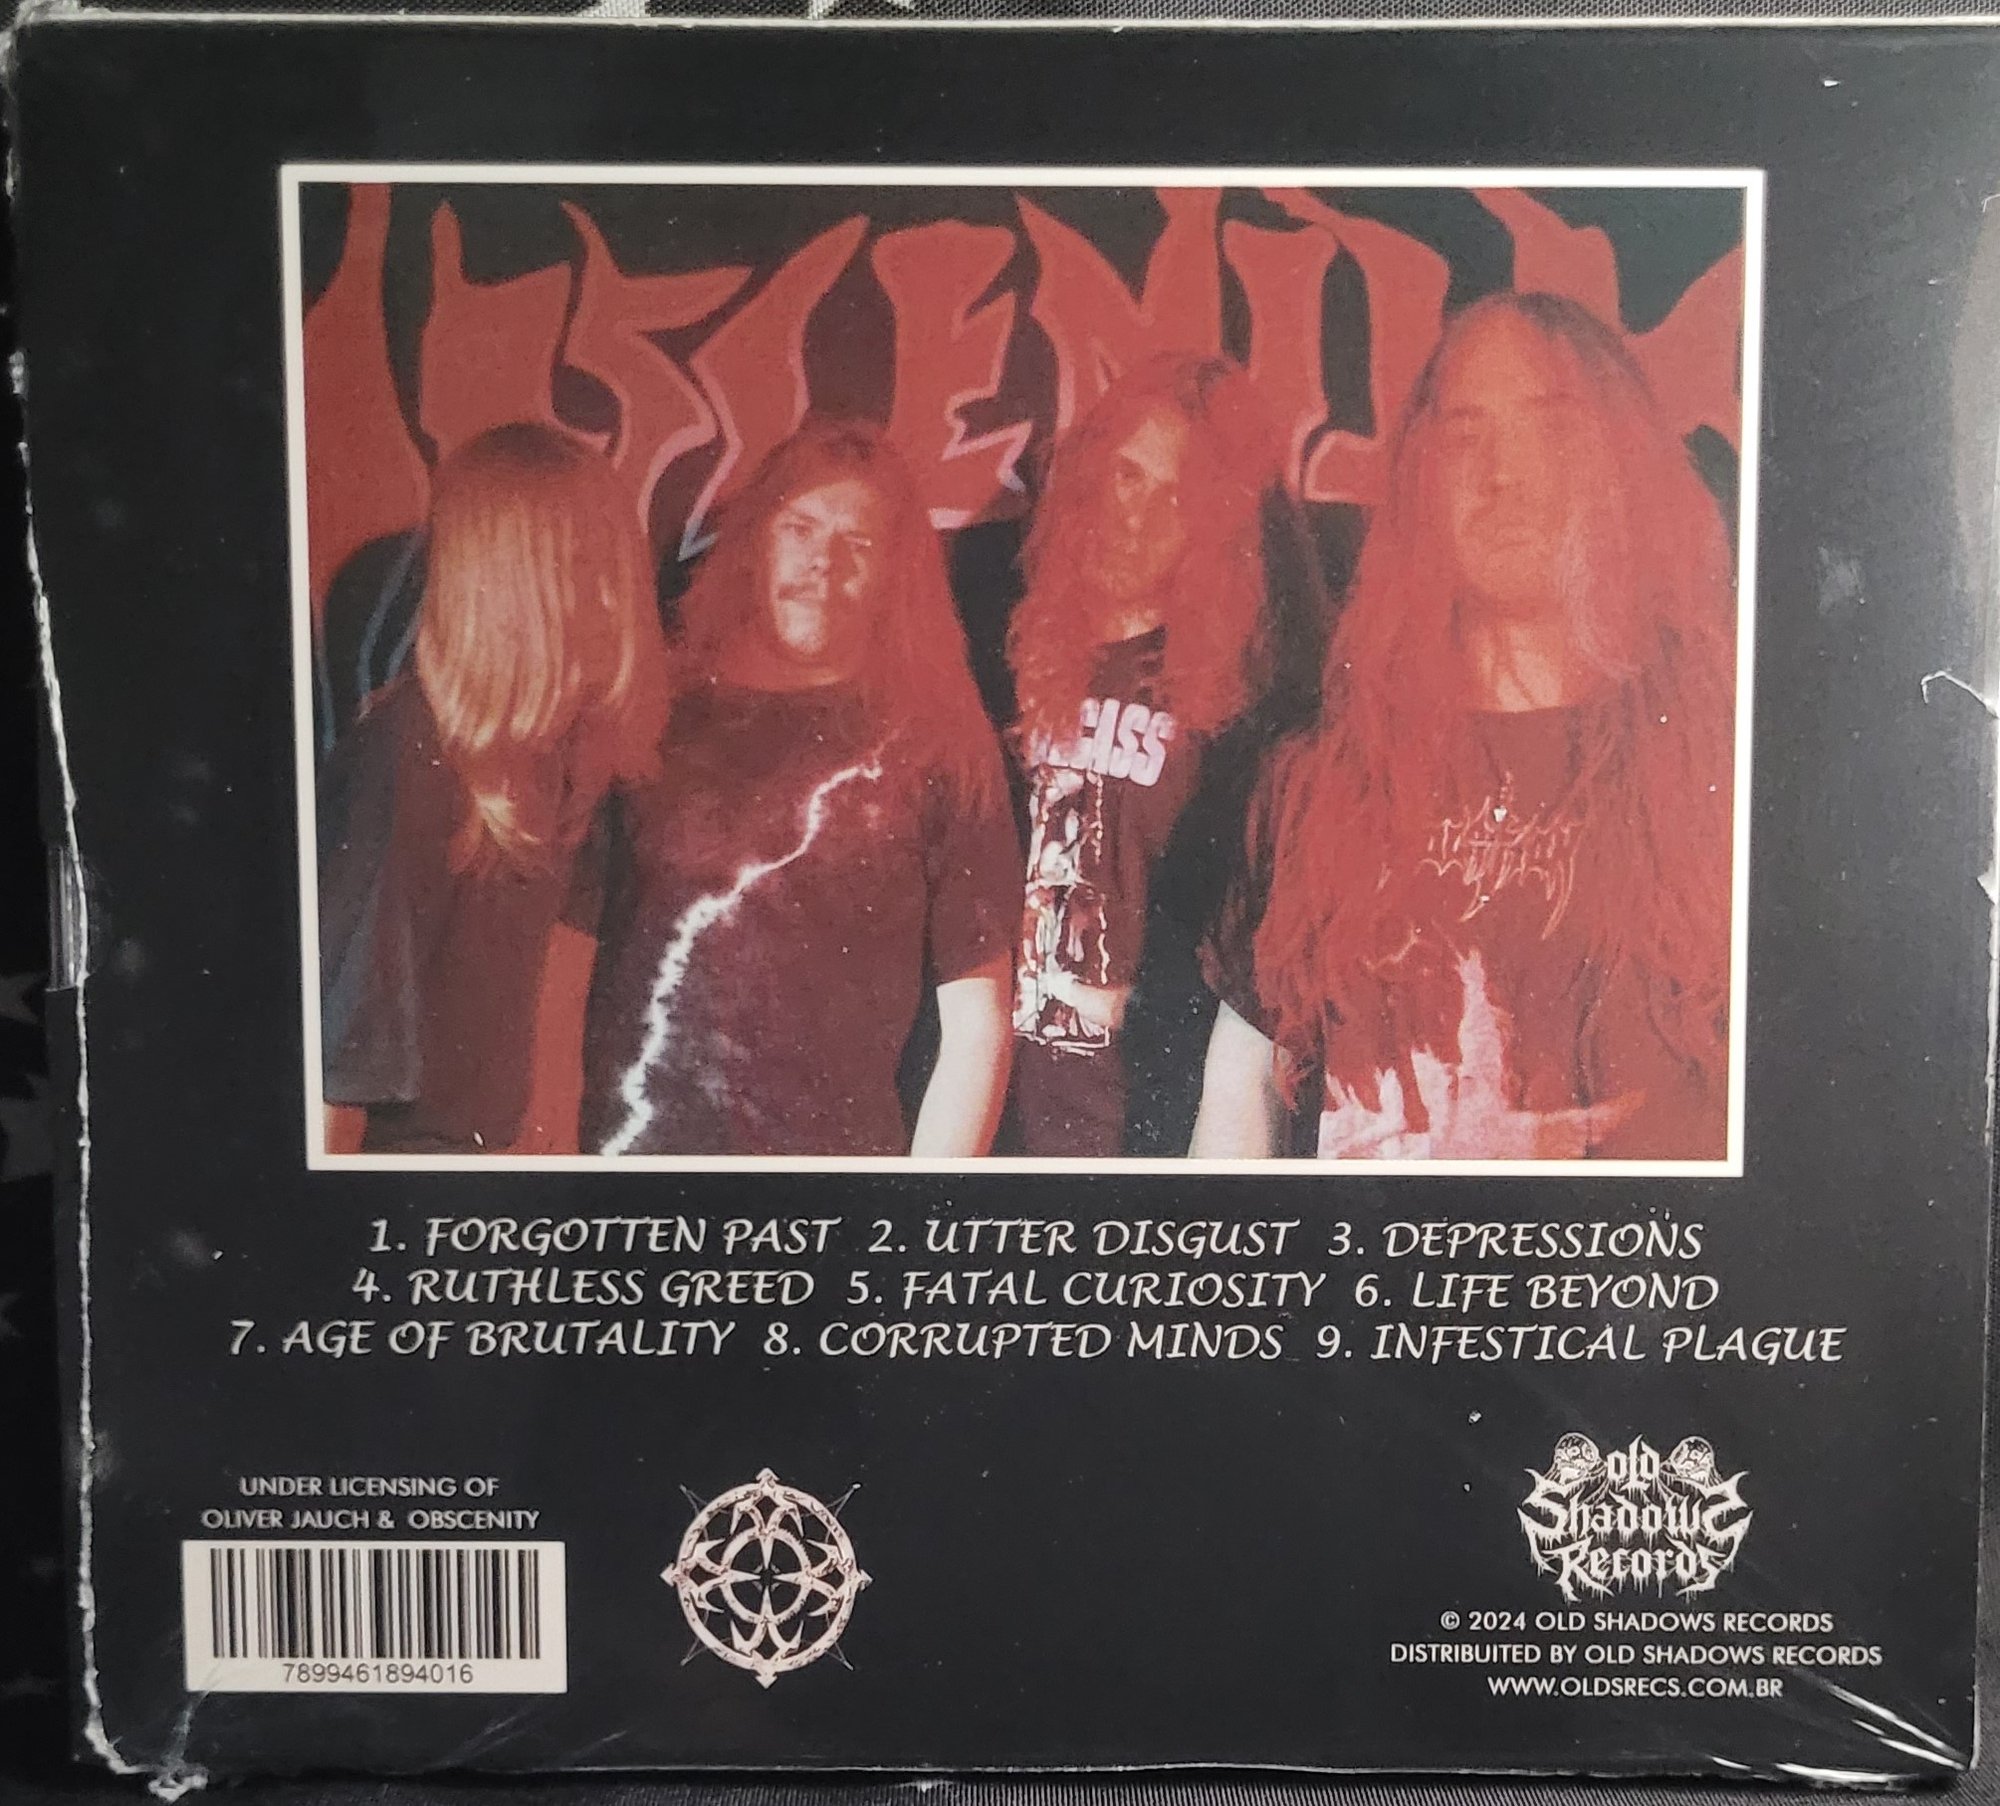 OBSCENITY
1. FORGOTTEN PAST 2. UTTER DISGUST 3. DEPRESSIONS
4. RUTHLESS GREED 5. FATAL CURIOSITY 6. LIFE BEYOND
7. AGE OF BRUTALITY 8. CORRUPTED MINDS 9. INFESTICAL PLAGUE
UNDER LICENSING OF
OLIVER JAUCH & OBSCENITY
7899461894016
old
Shadows
Records
© 2024 OLD SHADOWS RECORDS
DISTRIBUITED BY OLD SHADOWS RECORDS
WWW.OLDSRECS.COM.BR